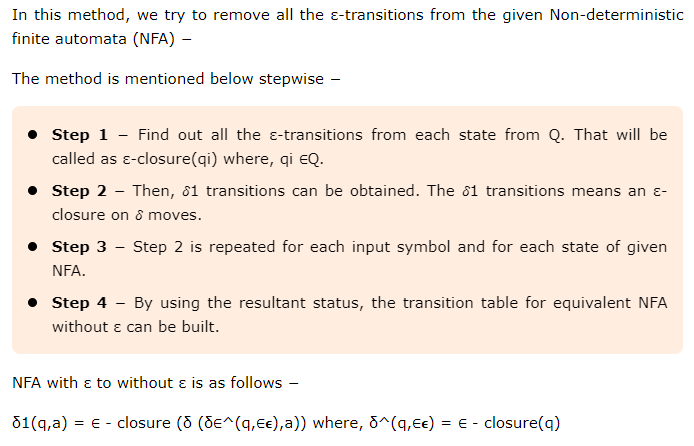 In this method, we try to remove all the ε-transitions from the given Non-deterministic
finite automata (NFA) −
The method is mentioned below stepwise −
● Step 1 − Find out all the ε-transitions from each state from Q. That will be
called as ε-closure(qi) where, qi ∈Q.
● Step 2 − Then, δ1 transitions can be obtained. The δ1 transitions means an ε-
closure on δ moves.
● Step 3 − Step 2 is repeated for each input symbol and for each state of given
NFA.
● Step 4 − By using the resultant status, the transition table for equivalent NFA
without ε can be built.
NFA with ε to without ε is as follows −
δ1(q,a) = ∈ - closure (δ (δ∈^(q,∈ϵ),a)) where, δ^(q,∈ϵ) = ∈ - closure(q)